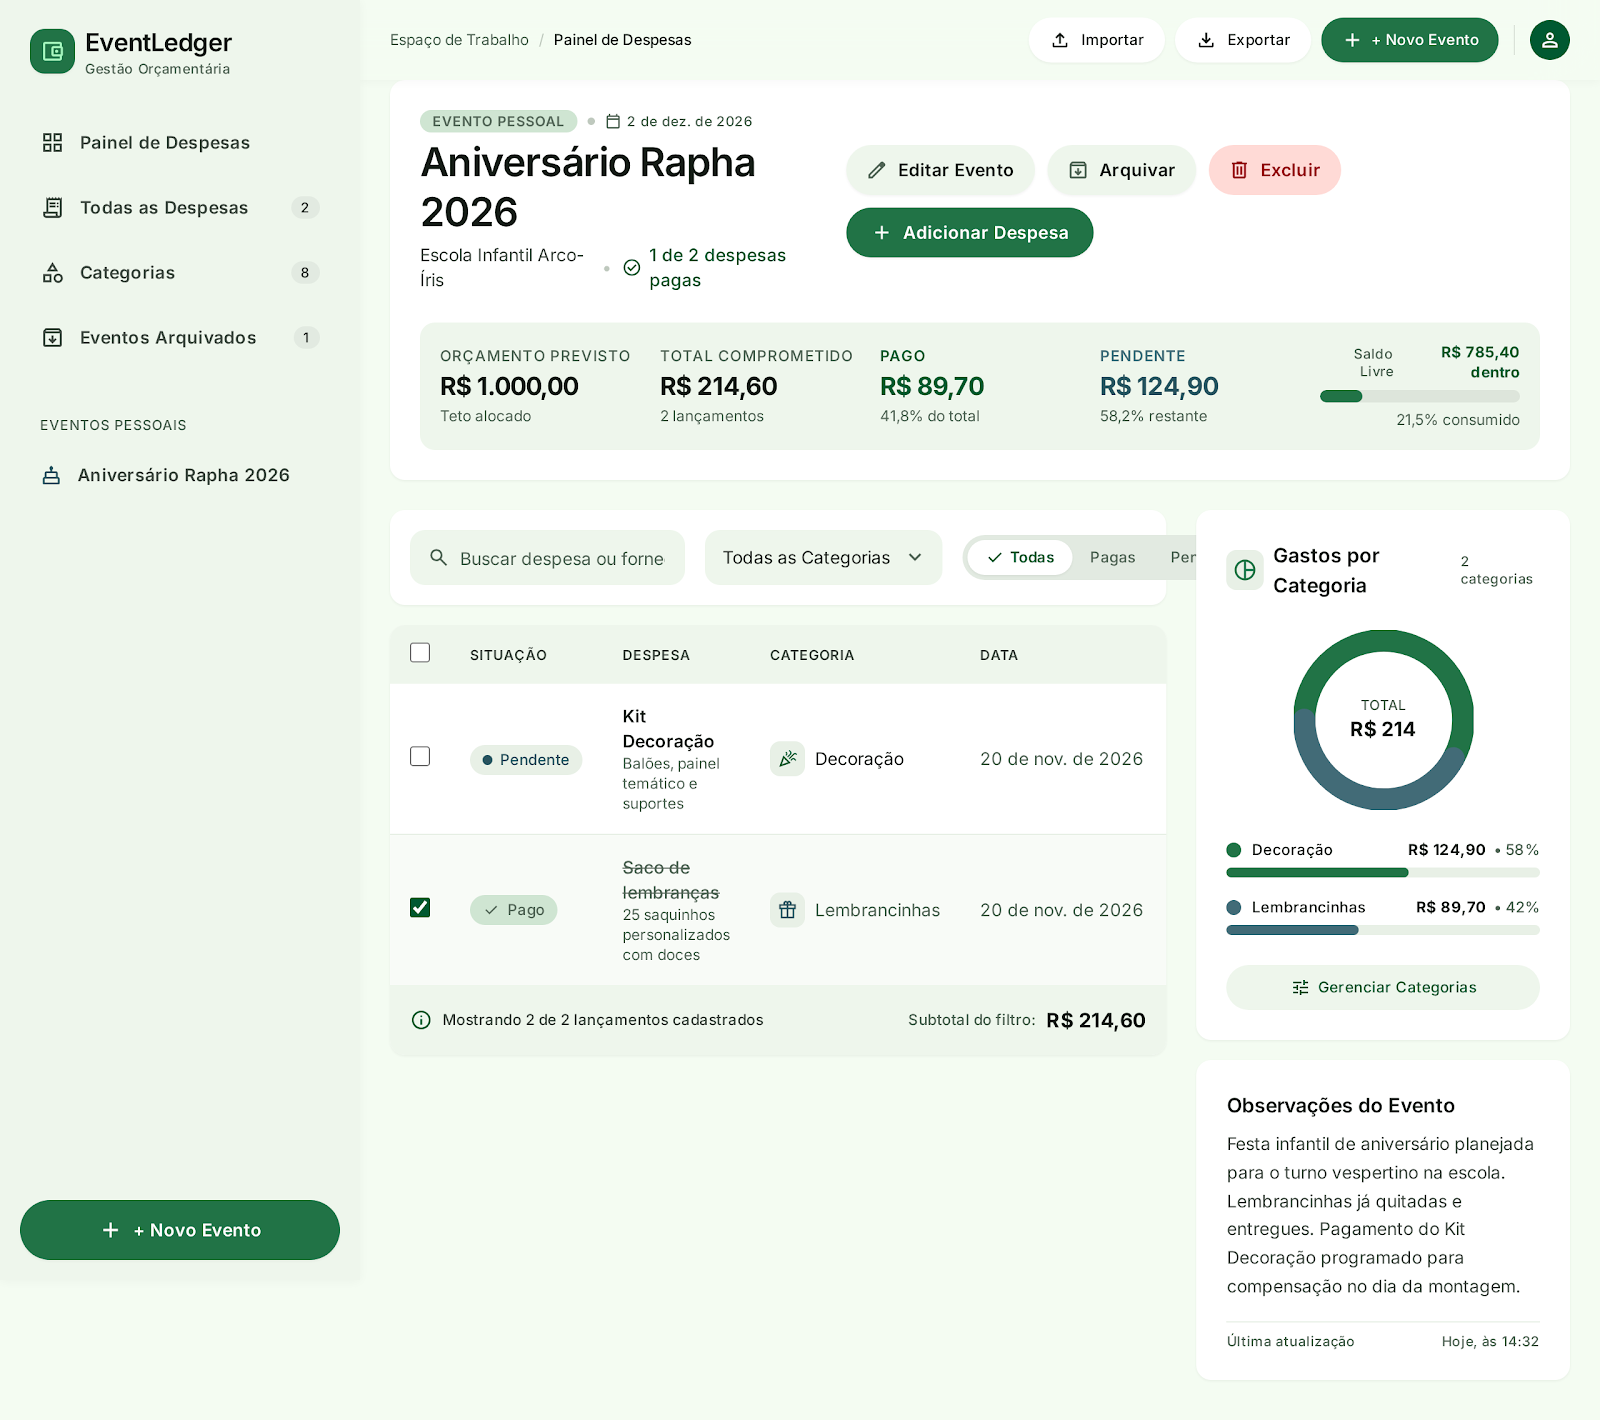 EventLedger
Gestão Orçamentária
Painel de Despesas
Todas as Despesas 2
Categorias 8
Eventos Arquivados 1
EVENTOS PESSOAIS
Aniversário Rapha 2026
+ Novo Evento
Espaço de Trabalho / Painel de Despesas
Importar
Exportar
+ Novo Evento
EVENTO PESSOAL • 2 de dez. de 2026
Aniversário Rapha
2026
Escola Infantil Arco-
Íris
1 de 2 despesas
pagas
Editar Evento
Arquivar
Excluir
Adicionar Despesa
ORÇAMENTO PREVISTO
R$ 1.000,00
Teto alocado
TOTAL COMPROMETIDO
R$ 214,60
2 lançamentos
PAGO
R$ 89,70
41,8% do total
PENDENTE
R$ 124,90
58,2% restante
Saldo
Livre
R$ 785,40
dentro
21,5% consumido
Buscar despesa ou forne
Todas as Categorias
Todas
Pagas
Per
SITUAÇÃO DESPESA CATEGORIA DATA
Pendente
Kit
Decoração
Balões, painel
temático e
suportes
Decoração
20 de nov. de 2026
Pago
Saco de
lembranças
25 saquinhos
personalizados
com doces
Lembrancinhas
20 de nov. de 2026
Mostrando 2 de 2 lançamentos cadastrados
Subtotal do filtro: R$ 214,60
Gastos por
Categoria
2
categorias
TOTAL
R$ 214
Decoração R$ 124,90 • 58%
Lembrancinhas R$ 89,70 • 42%
Gerenciar Categorias
Observações do Evento
Festa infantil de aniversário planejada
para o turno vespertino na escola.
Lembrancinhas já quitadas e
entregues. Pagamento do Kit
Decoração programado para
compensação no dia da montagem.
Última atualização Hoje, às 14:32